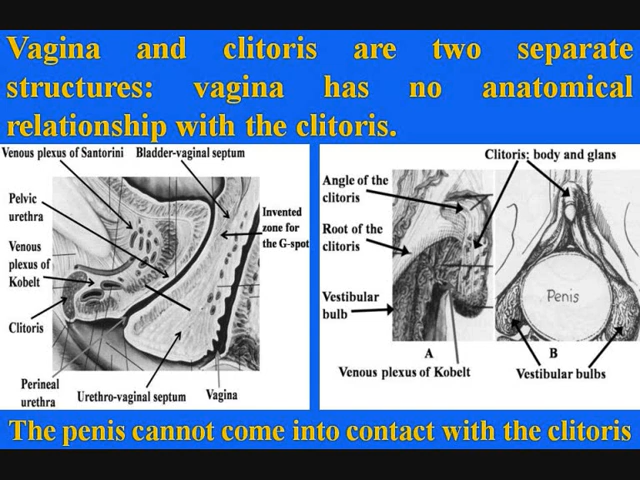 Vagina and clitoris are two separate
structures: vagina has no anatomical
relationship with the clitoris.
Venous plexus of Santorini
Bladder-vaginal septum
Pelvic
urethra
Invented
zone for
the G-spot
Venous
plexus of
Kobelt
Clitoris
Perineal
urethra
Urethro-vaginal septum
Vagina
Clitoris: body and glans
Angle of the
clitoris
Root of the
clitoris
Vestibular
bulb
Penis
A
B
Venous plexus of Kobelt
Vestibular bulbs
The penis cannot come into contact with the clitoris